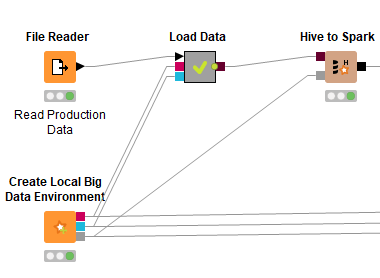 File Reader
Load Data
Hive to Spark
H
Read Production
Data
Create Local Big
Data Environment